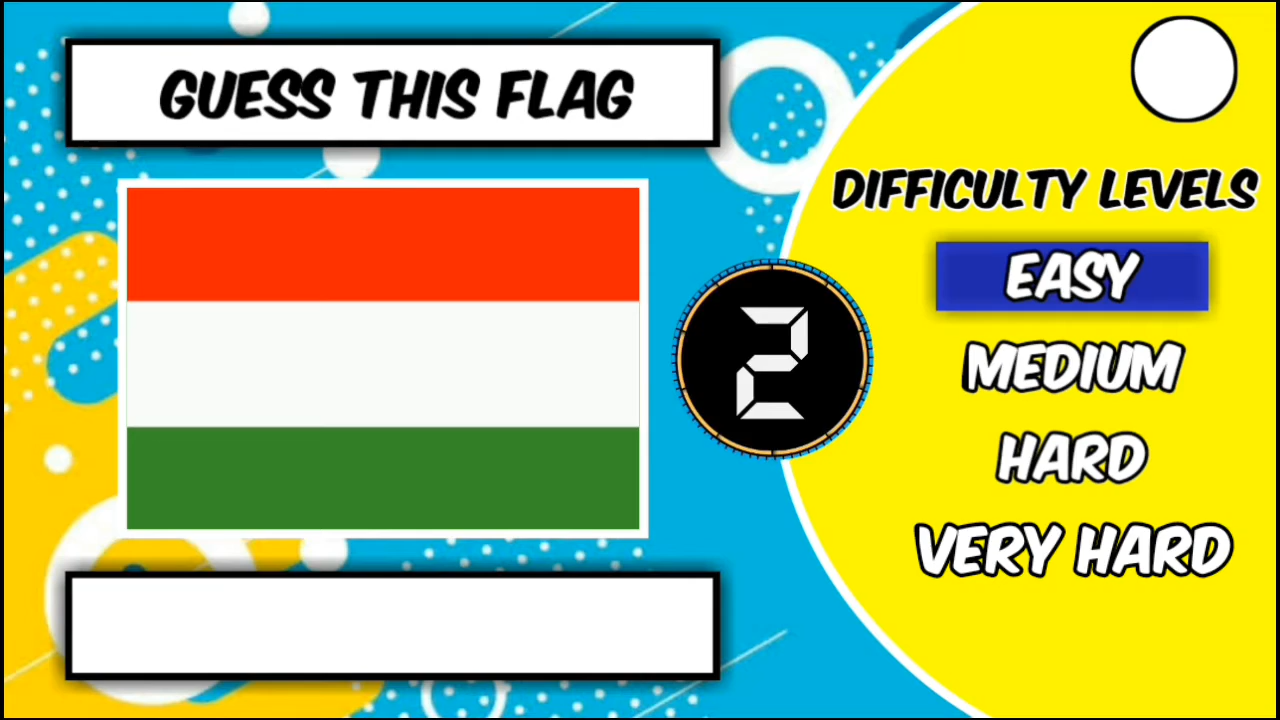 GUESS THIS FLAG
2
DIFFICULTY LEVELS
EASY
MEDIUM
HARD
VERY HARD